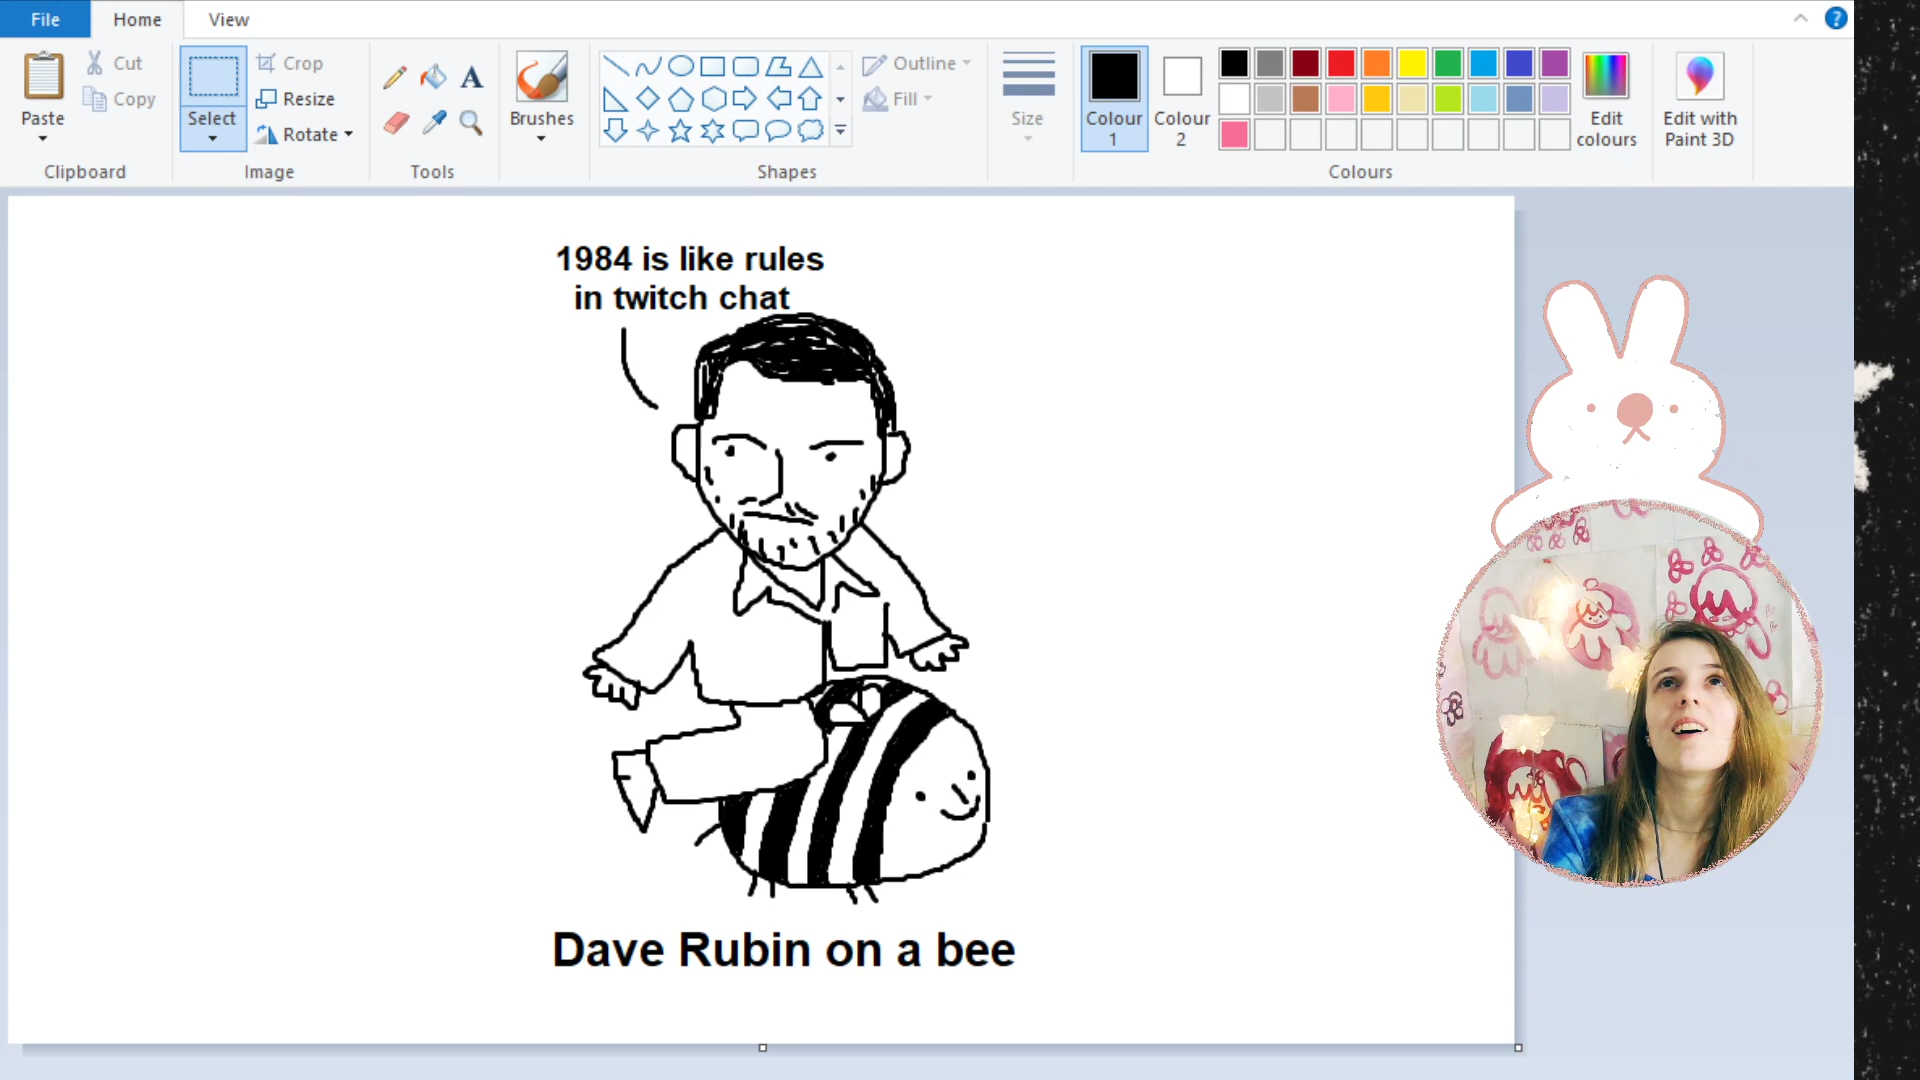 File Home View
Paste
Cut
Copy
Clipboard
Select
Crop
Resize
Rotate
Image
Tools
Brushes
Shapes
Outline
Fill
Size
Colour
1
Colour
2
Edit
colours
Colours
Edit with
Paint 3D
1984 is like rules
in twitch chat
Dave Rubin on a bee